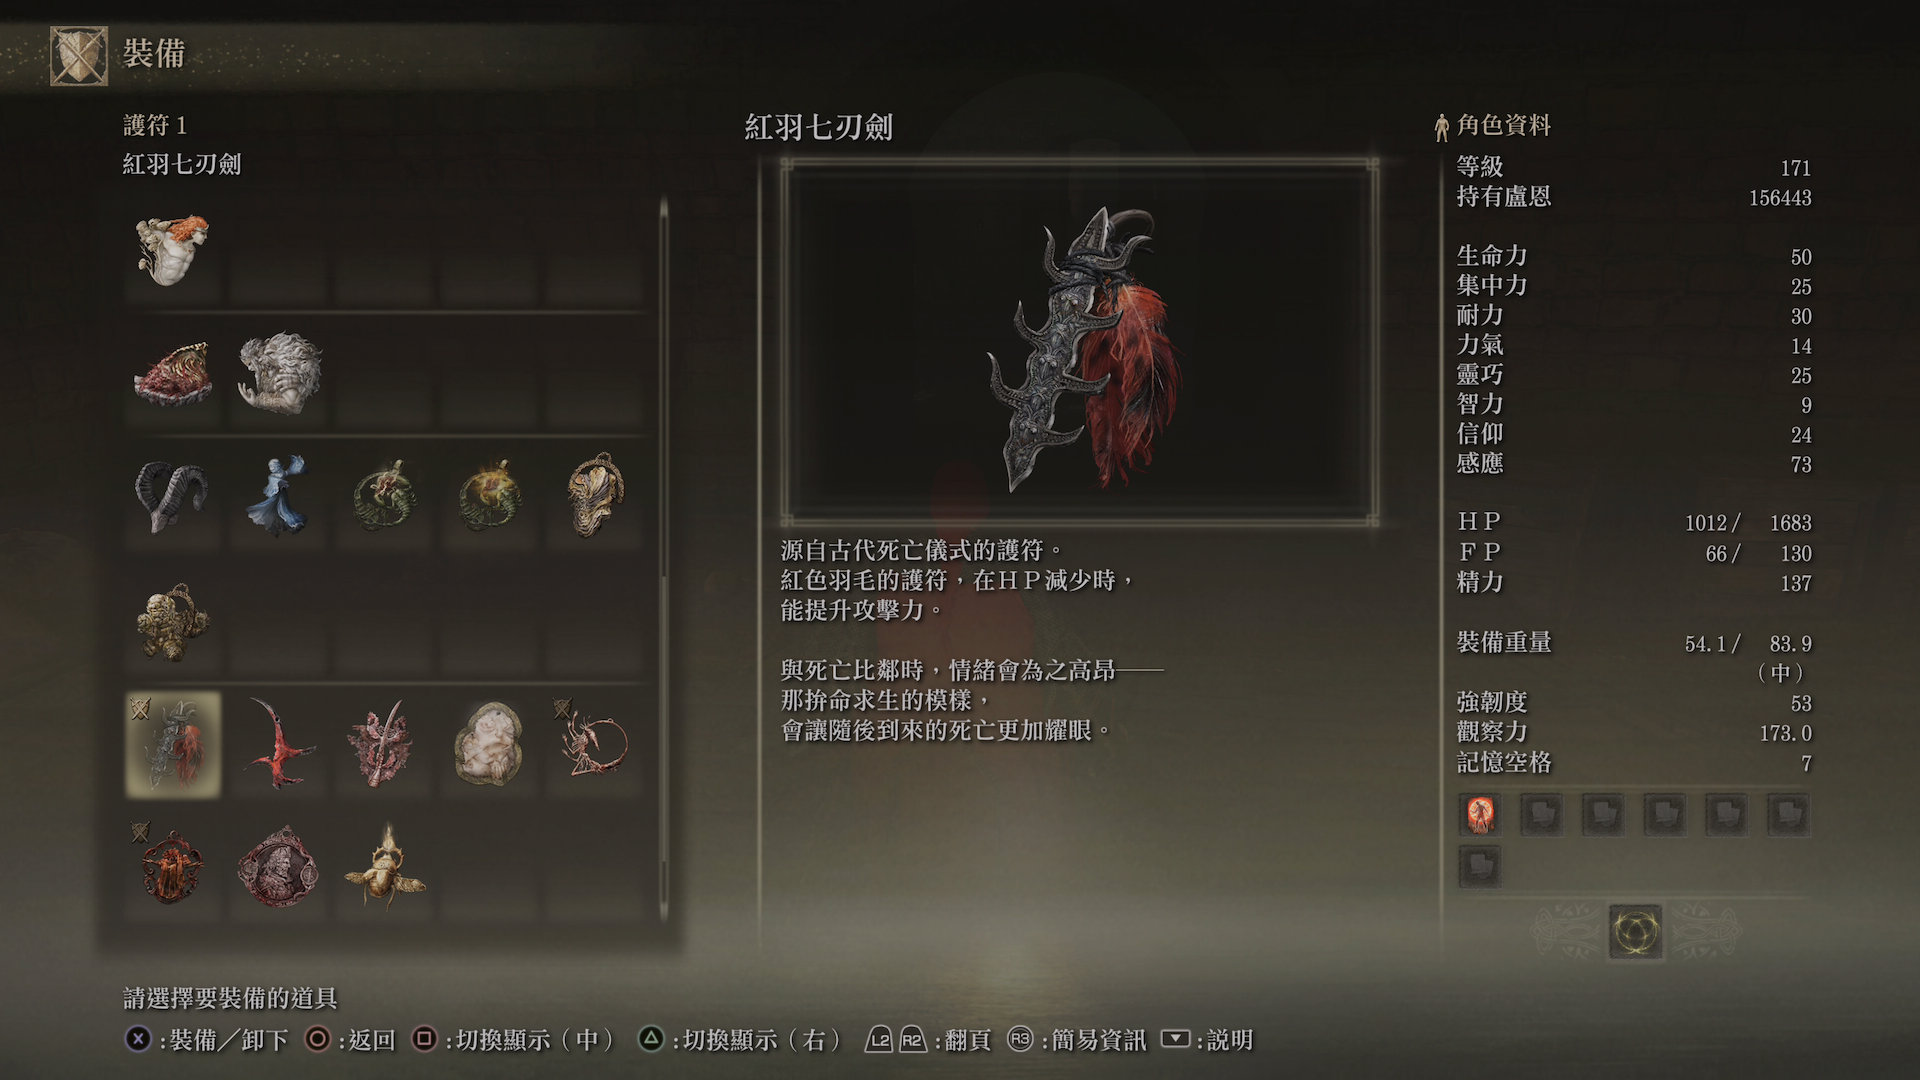 裝備
護符 1
紅羽七刃劍
紅羽七刃劍
源自古代死亡儀式的護符。
紅色羽毛的護符，在ＨＰ減少時，
能提升攻擊力。
與死亡比鄰時，情緒會為之高昂——
那拚命求生的模樣，
會讓隨後到來的死亡更加耀眼。
角色資料
等級 171
持有盧恩 156443
生命力 50
集中力 25
耐力 30
力氣 14
靈巧 25
智力 9
信仰 24
感應 73
ＨＰ 1012/ 1683
ＦＰ 66/ 130
精力 137
裝備重量 54.1/ 83.9
（中）
強韌度 53
觀察力 173.0
記憶空格 7
請選擇要裝備的道具
X:裝備／卸下 :返回 :切換顯示（中） :切換顯示（右） L2 R2:翻頁 R3:簡易資訊 :說明